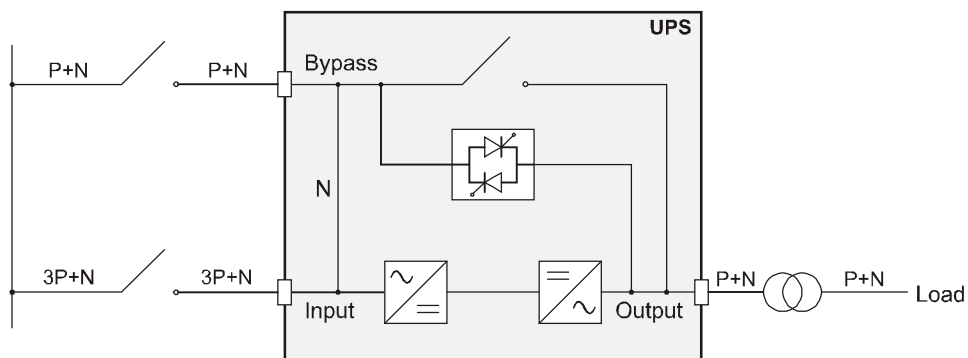 UPS
P+N
P+N
Bypass
N
3P+N
3P+N
Input
Output
P+N
P+N
Load